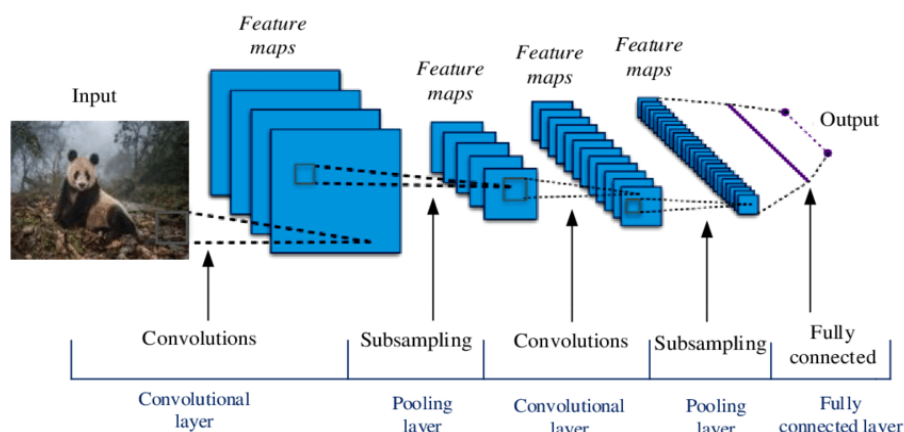 Feature
maps
Feature
maps
Feature
maps
Feature
maps
Input
Output
Convolutions
Subsampling
Convolutions
Subsampling
Fully
connected
Convolutional
layer
Pooling
layer
Convolutional
layer
Pooling
layer
Fully
connected layer